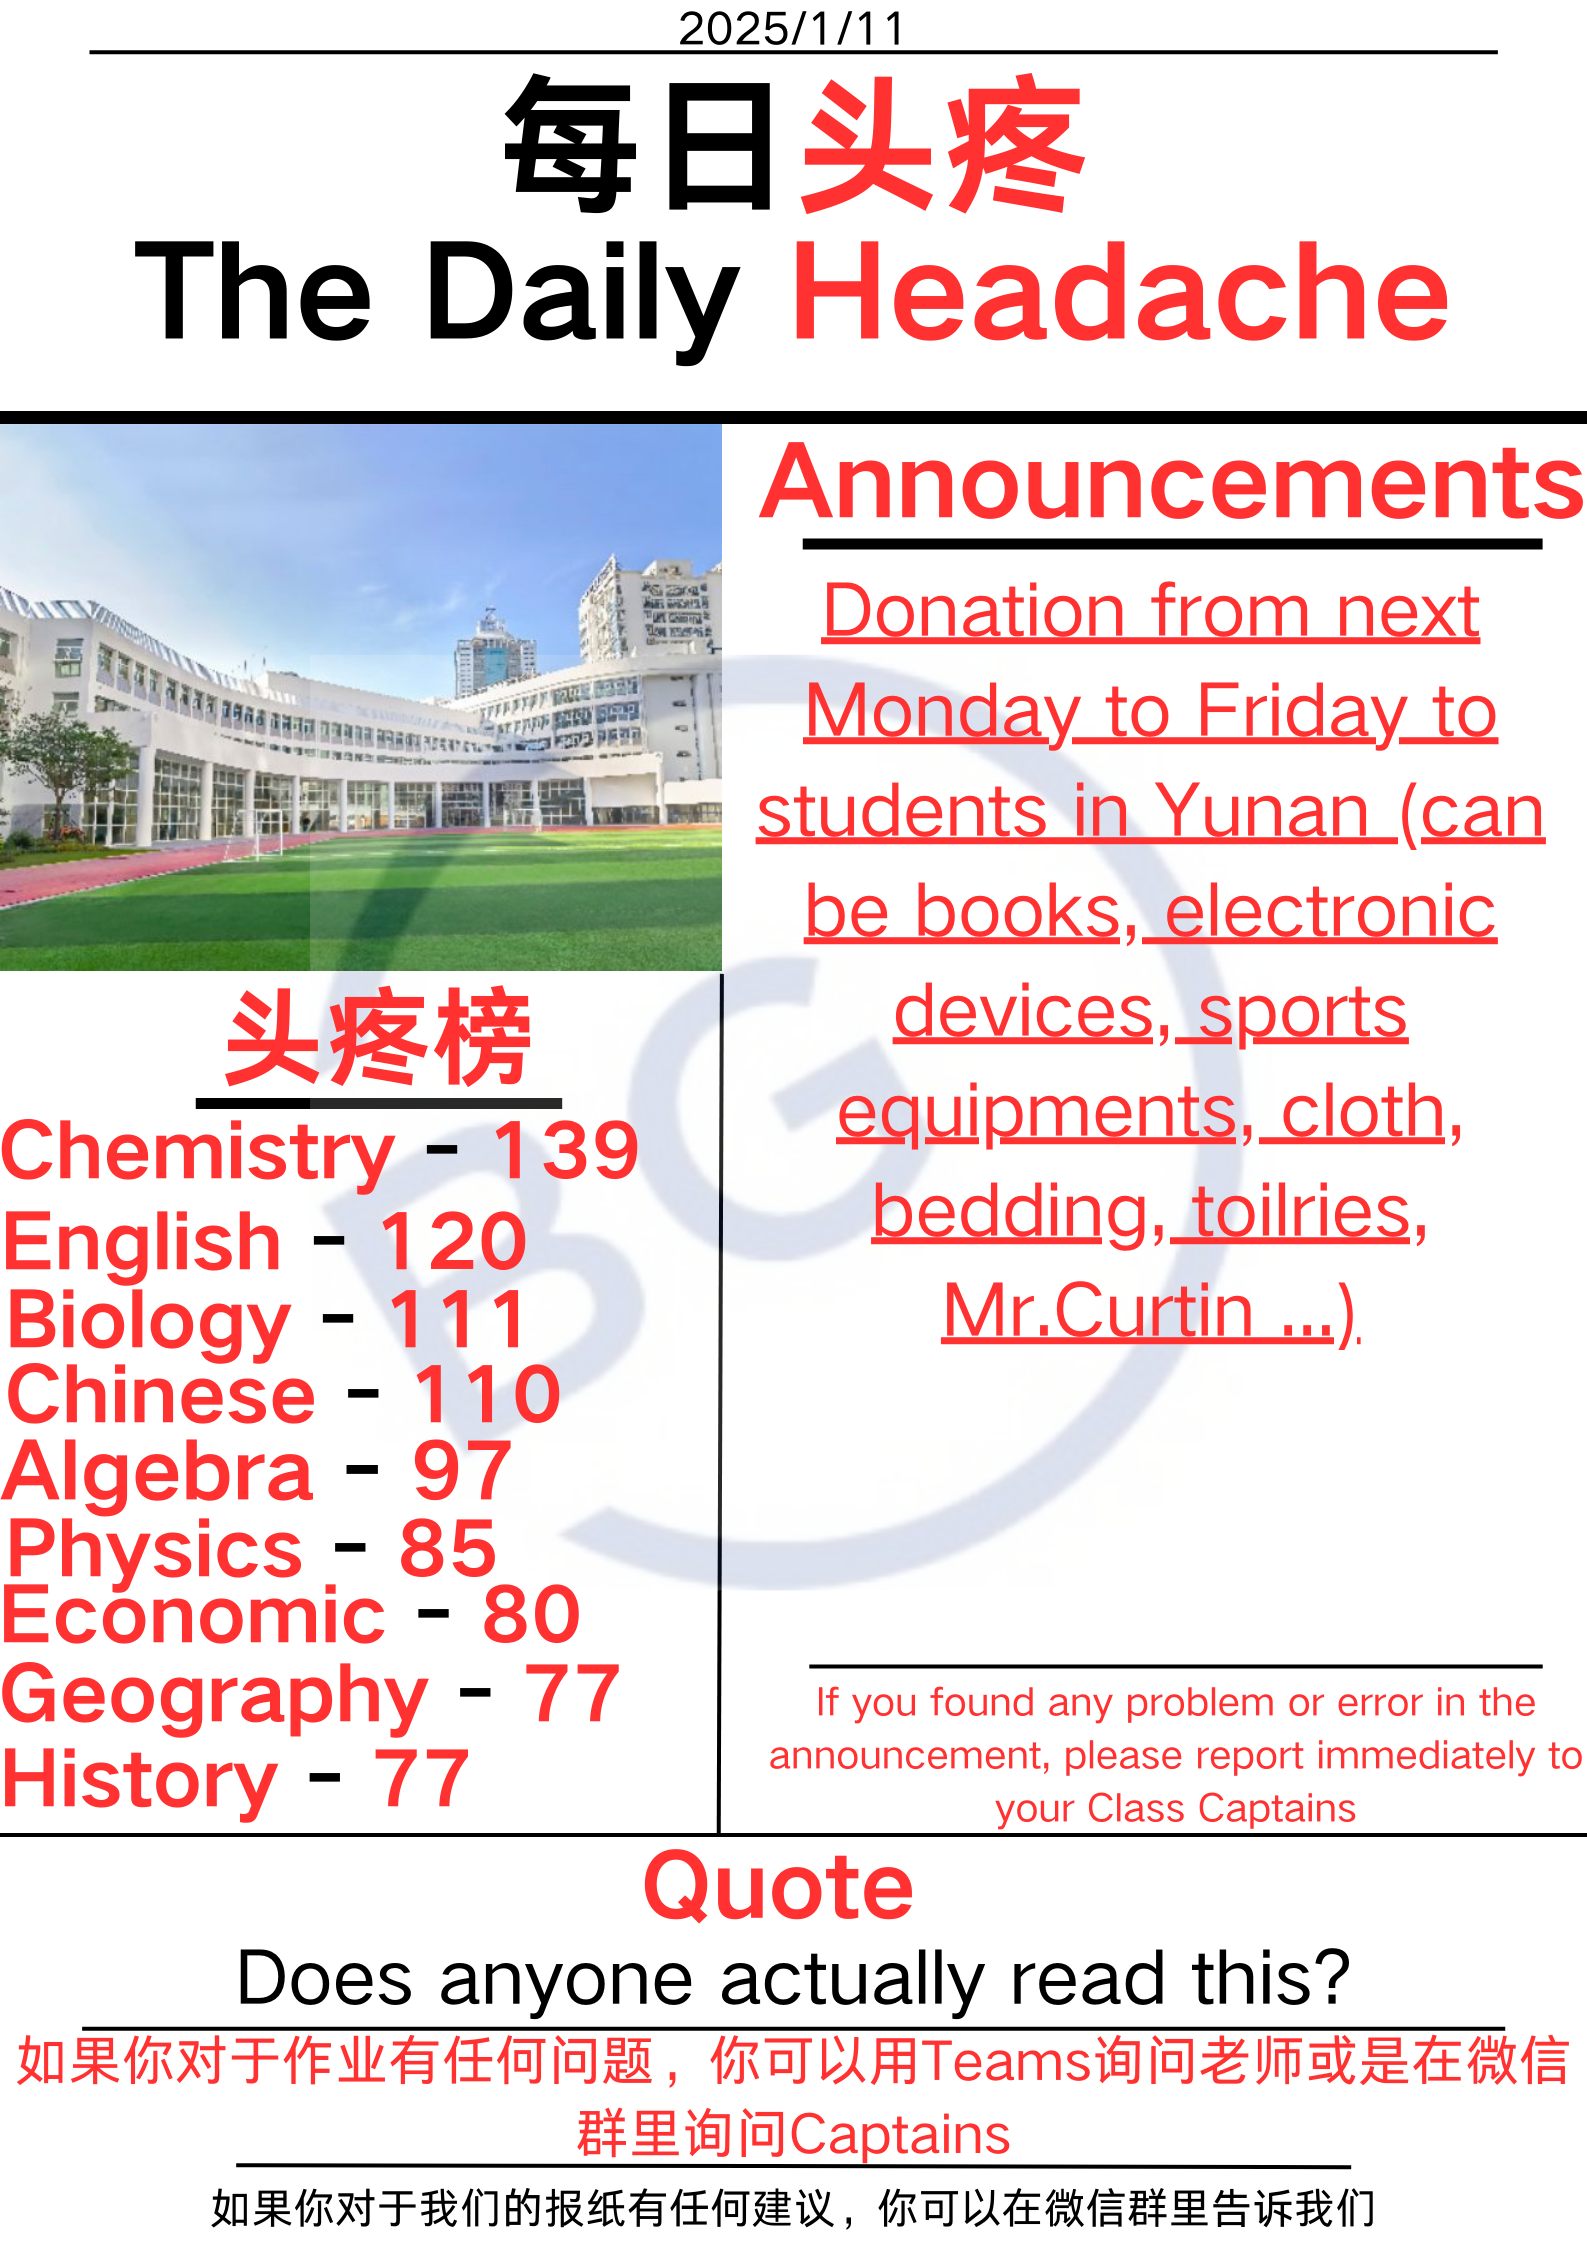 2025/1/11
每日头疼
The Daily Headache
Announcements
Donation from next
Monday to Friday to
students in Yunan (can
be books, electronic
devices, sports
equipments, cloth,
bedding, toilries,
Mr.Curtin ...).
头疼榜
Chemistry - 139
English - 120
Biology - 111
Chinese - 110
Algebra - 97
Physics - 85
Economic - 80
Geography - 77
History - 77
BG
If you found any problem or error in the
announcement, please report immediately to
your Class Captains
Quote
Does anyone actually read this?
如果你对于作业有任何问题，你可以用Teams询问老师或是在微信
群里询问Captains
如果你对于我们的报纸有任何建议，你可以在微信群里告诉我们